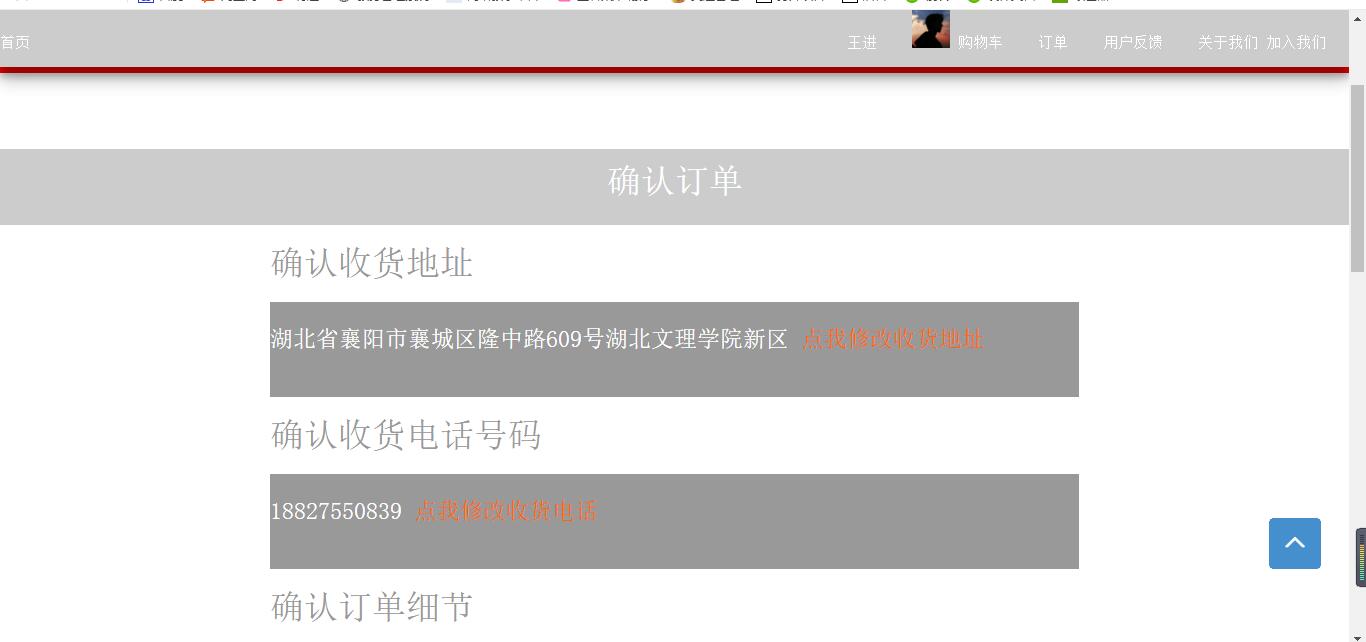 首页 王进 购物车 订单 用户反馈 关于我们 加入我们
确认订单
确认收货地址
湖北省襄阳市襄城区隆中路609号湖北文理学院新区 点我修改收货地址
确认收货电话号码
18827550839 点我修改收货电话
确认订单细节